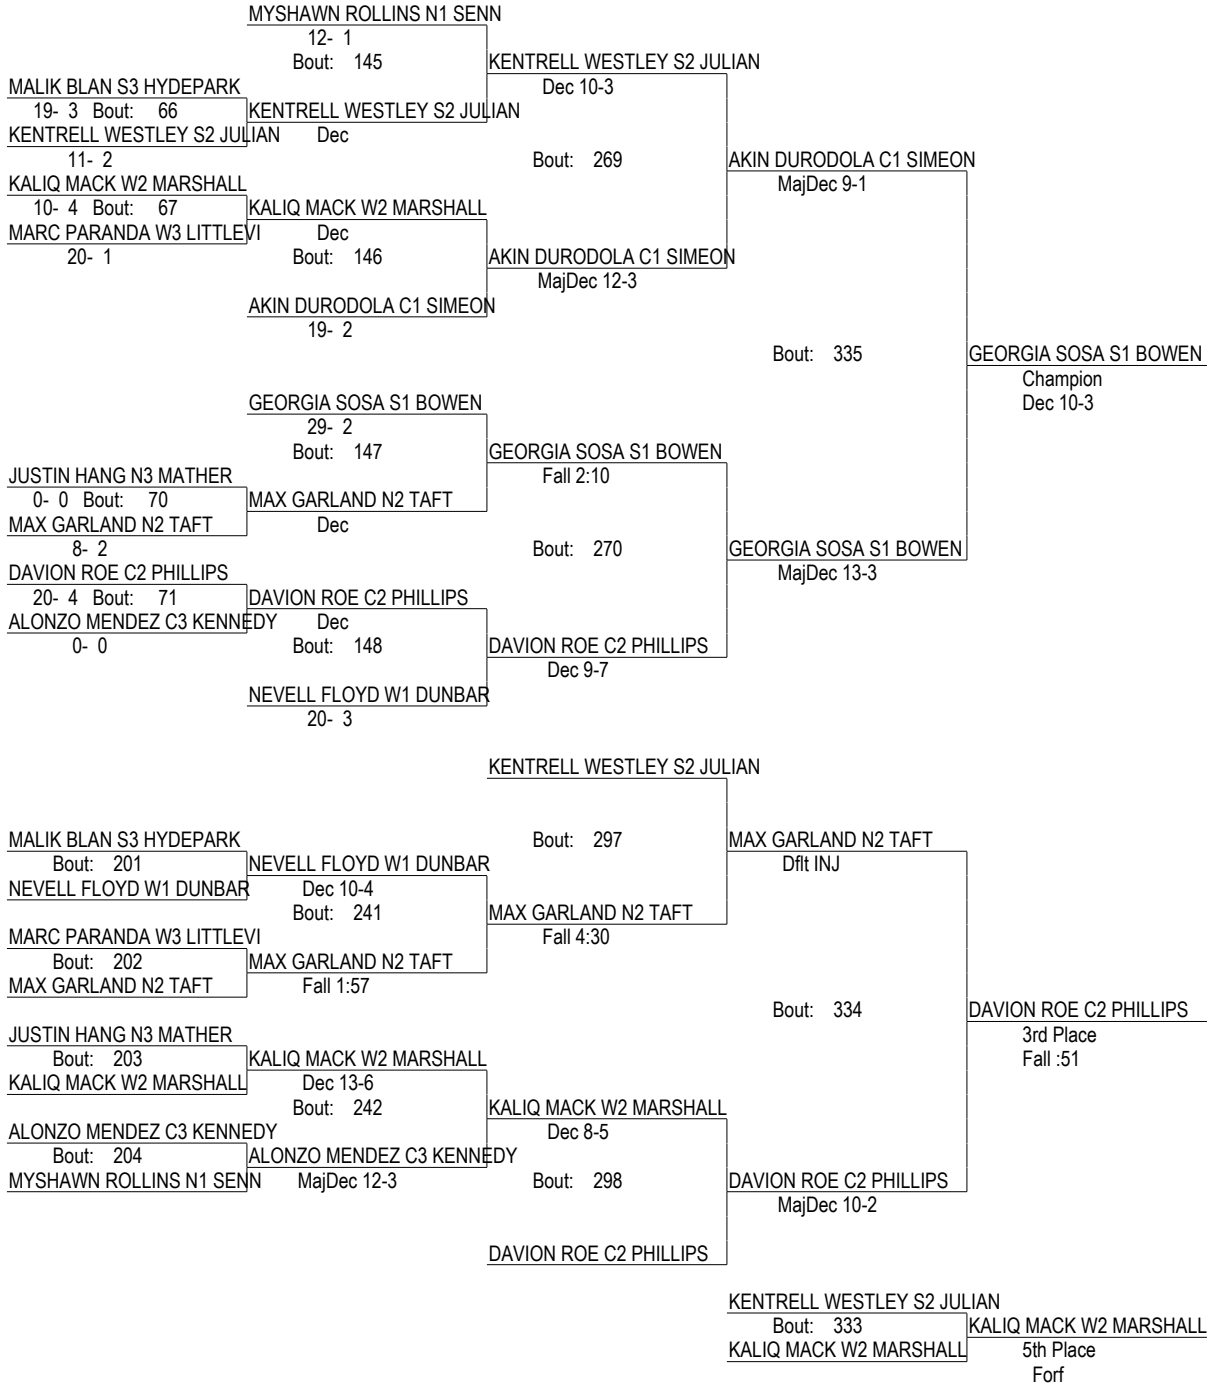 MYSHAWN ROLLINS N1 SENN
12- 1
Bout: 145
KENTRELL WESTLEY S2 JULIAN
Dec 10-3
MALIK BLAN S3 HYDEPARK
19- 3 Bout: 66
KENTRELL WESTLEY S2 JULIAN
KENTRELL WESTLEY S2 JULIAN
Dec
11- 2
Bout: 269
AKIN DURODOLA C1 SIMEON
MajDec 9-1
KALIQ MACK W2 MARSHALL
10- 4 Bout: 67
KALIQ MACK W2 MARSHALL
MARC PARANDA W3 LITTLEVI
Dec
20- 1
Bout: 146
AKIN DURODOLA C1 SIMEON
MajDec 12-3
AKIN DURODOLA C1 SIMEON
19- 2
Bout: 335
GEORGIA SOSA S1 BOWEN
Champion
Dec 10-3
GEORGIA SOSA S1 BOWEN
29- 2
Bout: 147
GEORGIA SOSA S1 BOWEN
Fall 2:10
JUSTIN HANG N3 MATHER
0- 0 Bout: 70
MAX GARLAND N2 TAFT
MAX GARLAND N2 TAFT
Dec
8- 2
Bout: 270
GEORGIA SOSA S1 BOWEN
MajDec 13-3
DAVION ROE C2 PHILLIPS
20- 4 Bout: 71
DAVION ROE C2 PHILLIPS
ALONZO MENDEZ C3 KENNEDY
Dec
0- 0
Bout: 148
DAVION ROE C2 PHILLIPS
Dec 9-7
NEVELL FLOYD W1 DUNBAR
20- 3
KENTRELL WESTLEY S2 JULIAN
Bout: 297
MAX GARLAND N2 TAFT
Dflt INJ
MALIK BLAN S3 HYDEPARK
Bout: 201
NEVELL FLOYD W1 DUNBAR
NEVELL FLOYD W1 DUNBAR
Dec 10-4
Bout: 241
MAX GARLAND N2 TAFT
Fall 4:30
MARC PARANDA W3 LITTLEVI
Bout: 202
MAX GARLAND N2 TAFT
MAX GARLAND N2 TAFT
Fall 1:57
Bout: 334
DAVION ROE C2 PHILLIPS
3rd Place
Fall :51
JUSTIN HANG N3 MATHER
Bout: 203
KALIQ MACK W2 MARSHALL
KALIQ MACK W2 MARSHALL
Dec 13-6
Bout: 242
KALIQ MACK W2 MARSHALL
Dec 8-5
ALONZO MENDEZ C3 KENNEDY
Bout: 204
ALONZO MENDEZ C3 KENNEDY
MYSHAWN ROLLINS N1 SENN
MajDec 12-3
Bout: 298
DAVION ROE C2 PHILLIPS
MajDec 10-2
DAVION ROE C2 PHILLIPS
KENTRELL WESTLEY S2 JULIAN
Bout: 333
KALIQ MACK W2 MARSHALL
KALIQ MACK W2 MARSHALL
5th Place
Forf